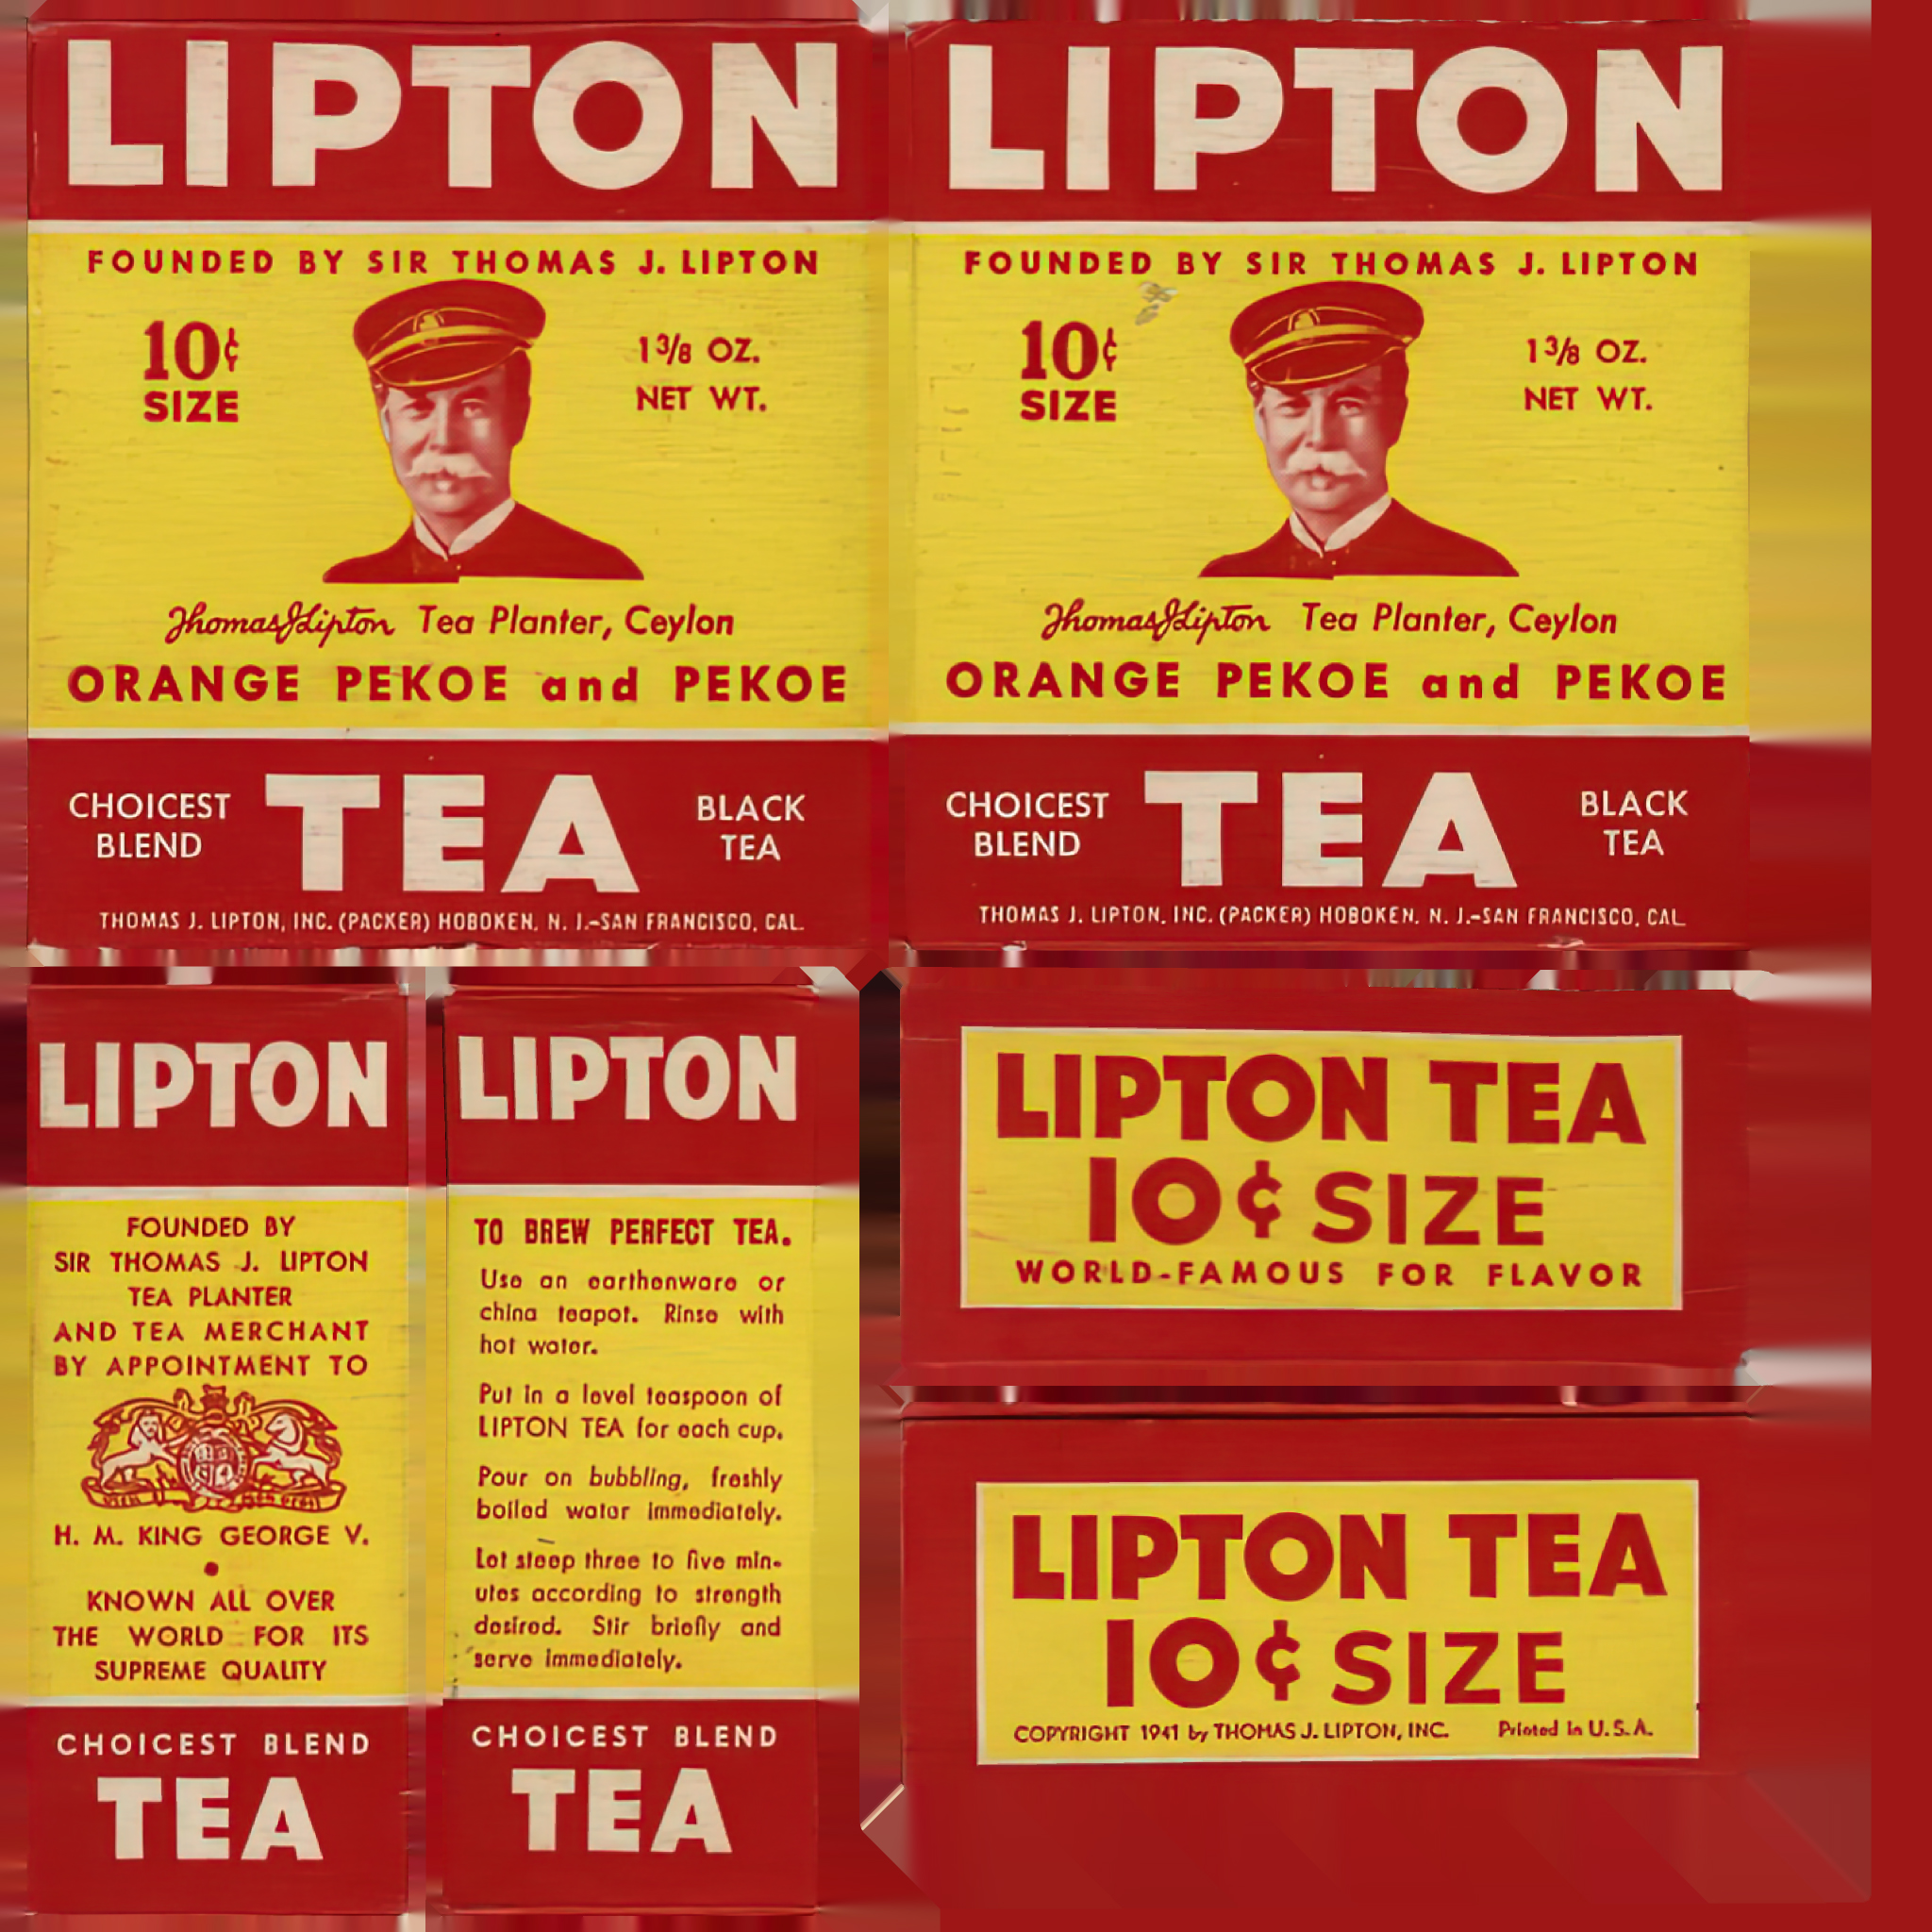 LIPTON
FOUNDED BY SIR THOMAS J. LIPTON
10¢
SIZE
1 3/8 OZ.
NET WT.
Thomas J Lipton Tea Planter, Ceylon
ORANGE PEKOE and PEKOE
CHOICEST
BLEND
TEA
BLACK
TEA
THOMAS J. LIPTON, INC. (PACKER) HOBOKEN, N. J.-SAN FRANCISCO, CAL.
LIPTON
FOUNDED BY SIR THOMAS J. LIPTON
10¢
SIZE
1 3/8 OZ.
NET WT.
Thomas J Lipton Tea Planter, Ceylon
ORANGE PEKOE and PEKOE
CHOICEST
BLEND
TEA
BLACK
TEA
THOMAS J. LIPTON, INC. (PACKER) HOBOKEN, N. J.-SAN FRANCISCO, CAL.
LIPTON
FOUNDED BY
SIR THOMAS J. LIPTON
TEA PLANTER
AND TEA MERCHANT
BY APPOINTMENT TO
H. M. KING GEORGE V.
•
KNOWN ALL OVER
THE WORLD FOR ITS
SUPREME QUALITY
CHOICEST BLEND
TEA
LIPTON
TO BREW PERFECT TEA.
Use an earthenware or
china teapot. Rinse with
hot water.
Put in a level teaspoon of
LIPTON TEA for each cup.
Pour on bubbling, freshly
boiled water immediately.
Let steep three to five min-
utes according to strength
desired. Stir briefly and
serve immediately.
CHOICEST BLEND
TEA
LIPTON TEA
10¢ SIZE
WORLD-FAMOUS FOR FLAVOR
LIPTON TEA
10¢ SIZE
COPYRIGHT 1941 by THOMAS J. LIPTON, INC. Printed in U.S.A.